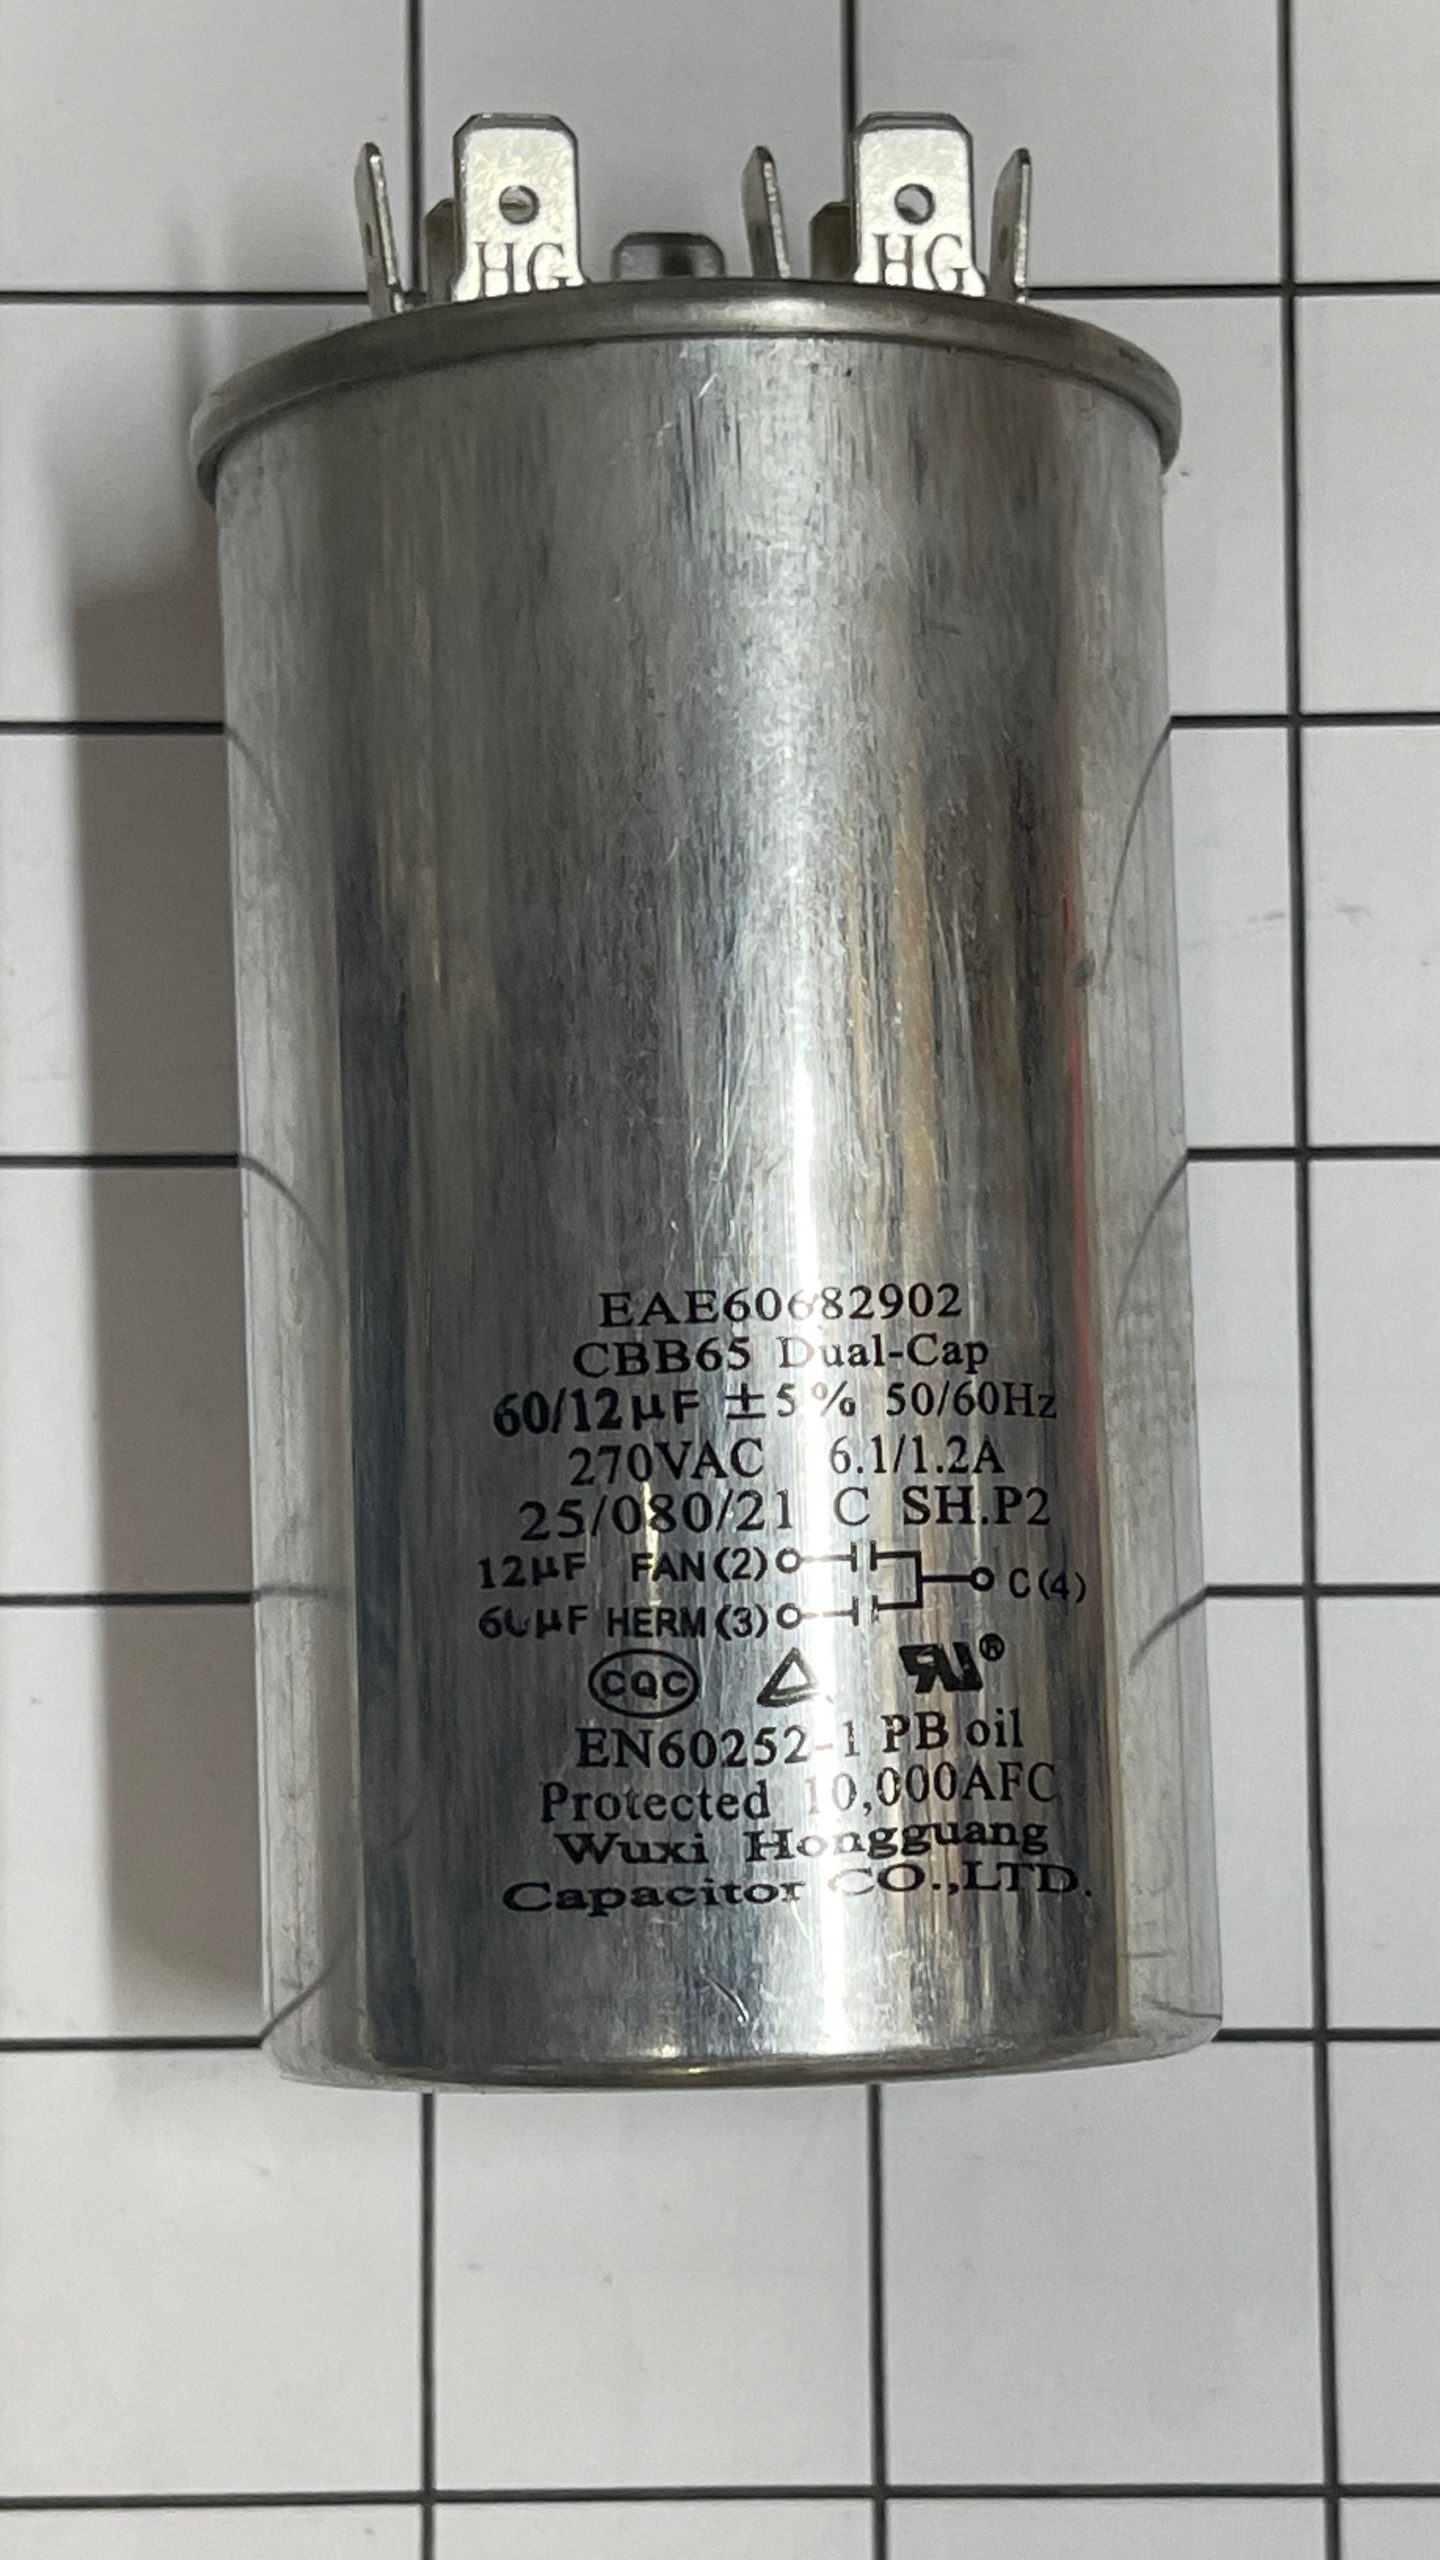 HG HG
EAE60682902
CBB65 Dual-Cap
60/12μF ±5% 50/60Hz
270VAC 6.1/1.2A
25/080/21 C SH.P2
12μF FAN(2) C(4)
60μF HERM(3)
CQC RU®
EN60252-1 PB oil
Protected 10,000AFC
Wuxi Hongguang
Capacitor CO.,LTD.